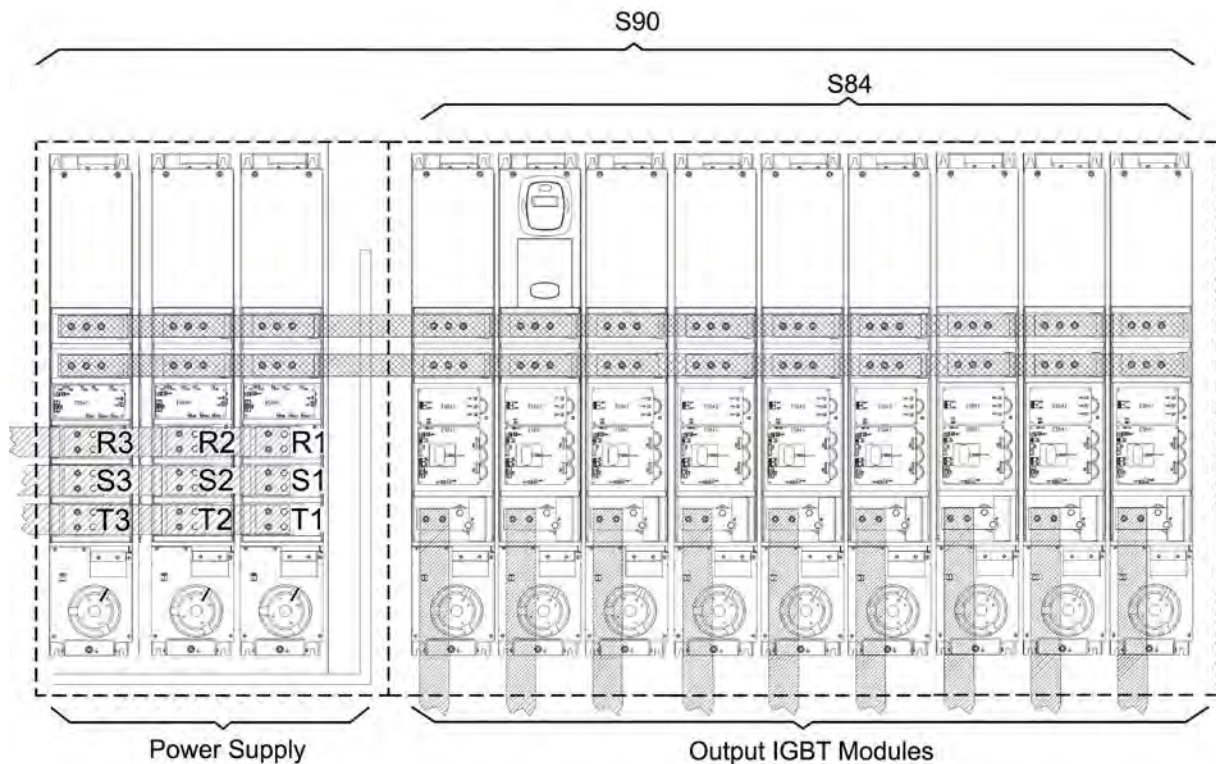 S90
S84
R3 R2 R1
S3 S2 S1
T3 T2 T1
Power Supply
Output IGBT Modules